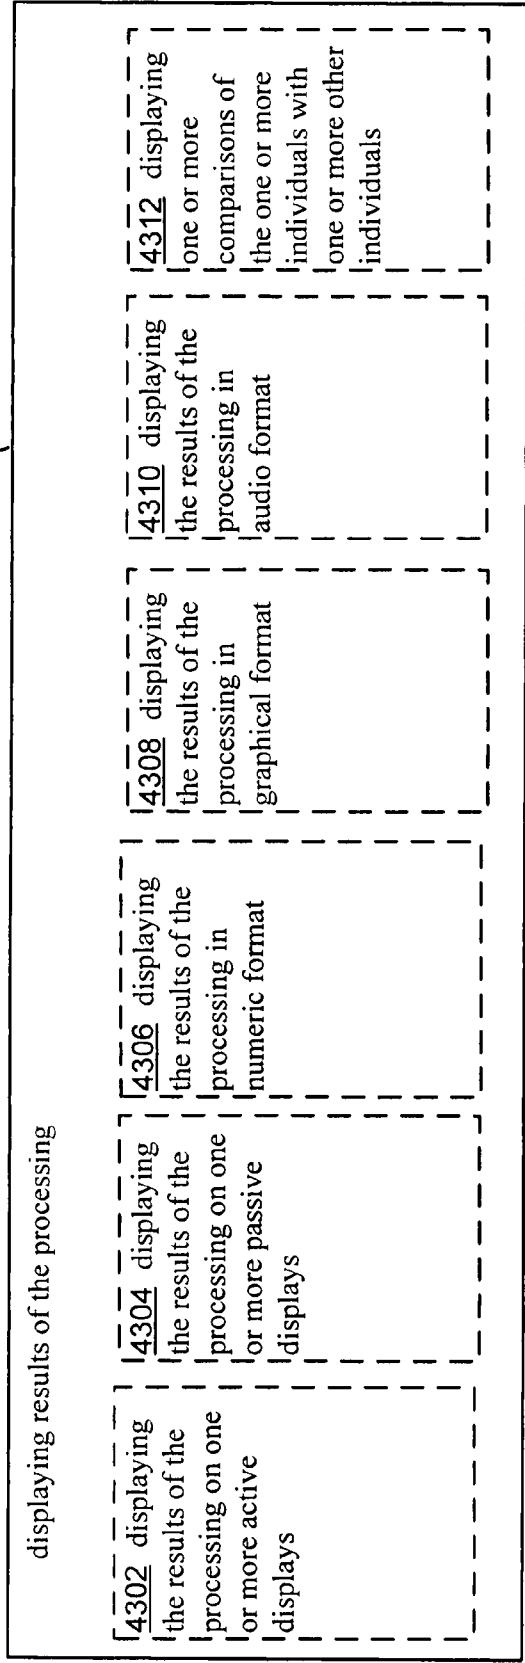 displaying results of the processing
4302 displaying
the results of the
processing on one
or more active
displays
4304 displaying
the results of the
processing on one
or more passive
displays
4306 displaying
the results of the
processing in
numeric format
4308 displaying
the results of the
processing in
graphical format
4310 displaying
the results of the
processing in
audio format
4312 displaying
one or more
comparisons of
the one or more
individuals with
one or more other
individuals